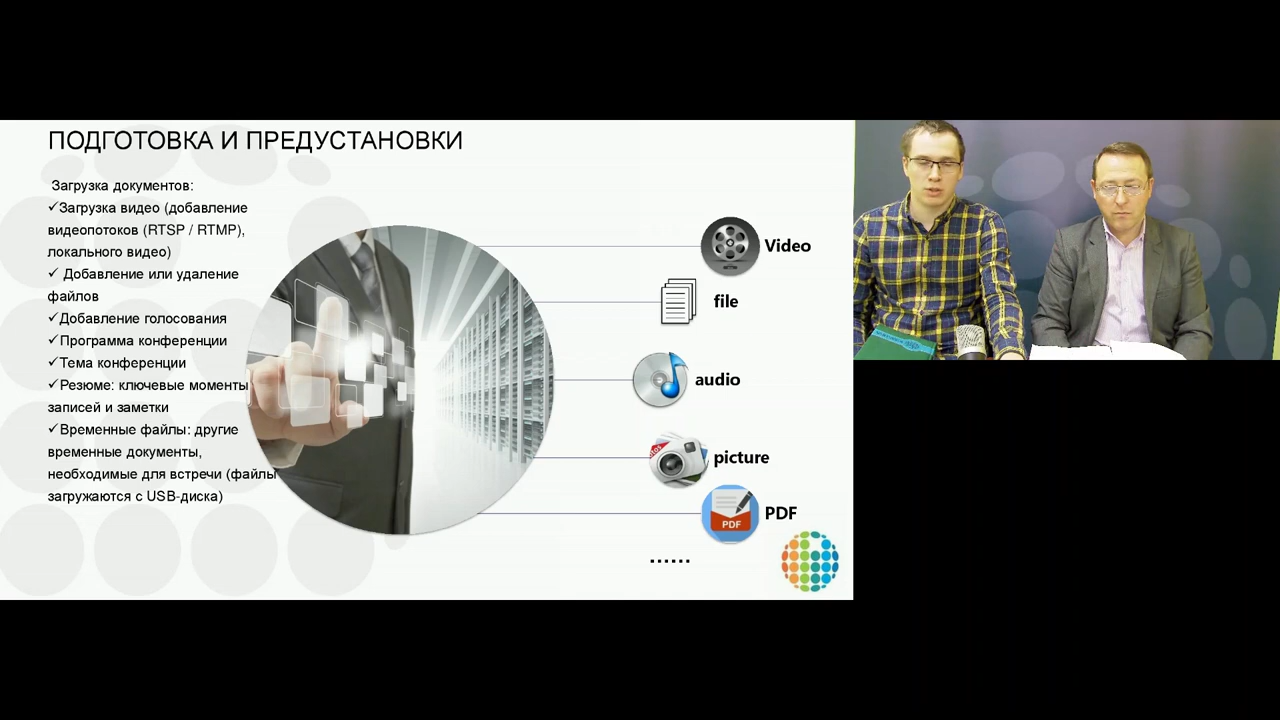 ПОДГОТОВКА И ПРЕДУСТАНОВКИ
Загрузка документов:
✓Загрузка видео (добавление
видеопотоков (RTSP / RTMP),
локального видео)
✓ Добавление или удаление
файлов
✓Добавление голосования
✓Программа конференции
✓Тема конференции
✓Резюме: ключевые моменты
записей и заметки
✓Временные файлы: другие
временные документы,
необходимые для встречи (файлы
загружаются с USB-диска)
Video
file
audio
picture
PDF
PDF
......